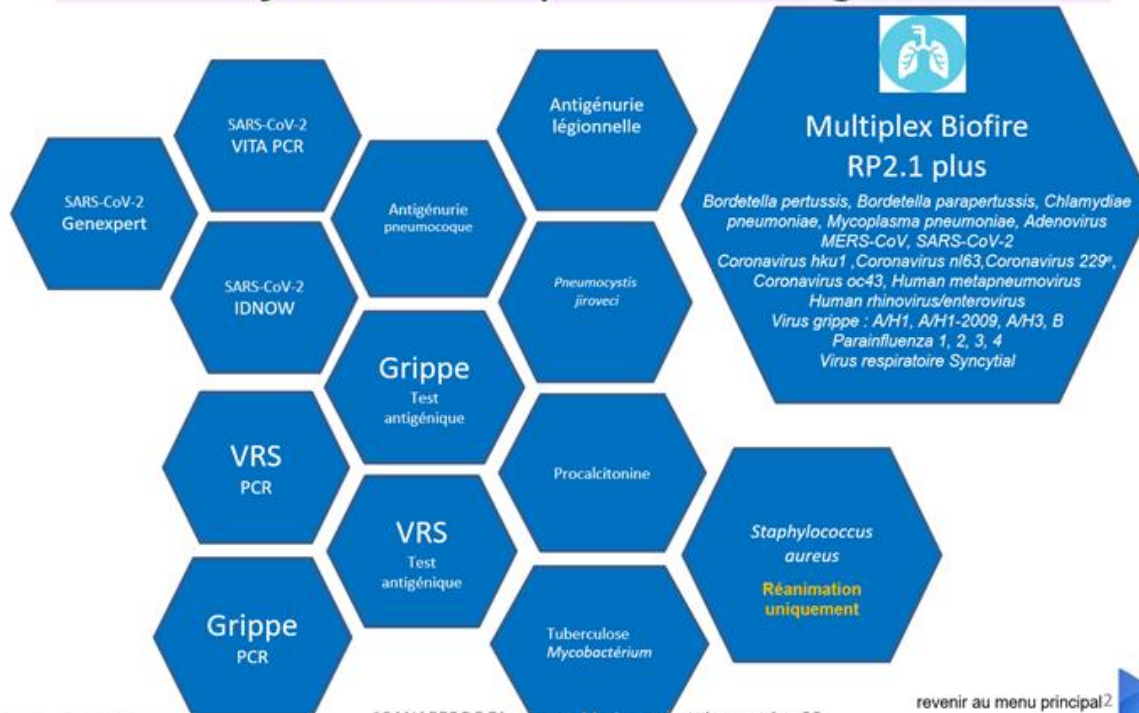 SARS-CoV-2
Genexpert
SARS-CoV-2
VITA PCR
SARS-CoV-2
IDNOW
VRS
PCR
Grippe
PCR
Antigénurie
pneumocoque
Grippe
Test
antigénique
VRS
Test
antigénique
Antigénurie
légionnelle
Pneumocystis
jiroveci
Procalcitonine
Tuberculose
Mycobactérium
Multiplex Biofire
RP2.1 plus
Bordetella pertussis, Bordetella parapertussis, Chlamydiae
pneumoniae, Mycoplasma pneumoniae, Adenovirus
MERS-CoV, SARS-CoV-2
Coronavirus hku1 ,Coronavirus nl63,Coronavirus 229e,
Coronavirus oc43, Human metapneumovirus
Human rhinovirus/enterovirus
Virus grippe : A/H1, A/H1-2009, A/H3, B
Parainfluenza 1, 2, 3, 4
Virus respiratoire Syncytial
Staphylococcus
aureus
Réanimation
uniquement
revenir au menu principal2